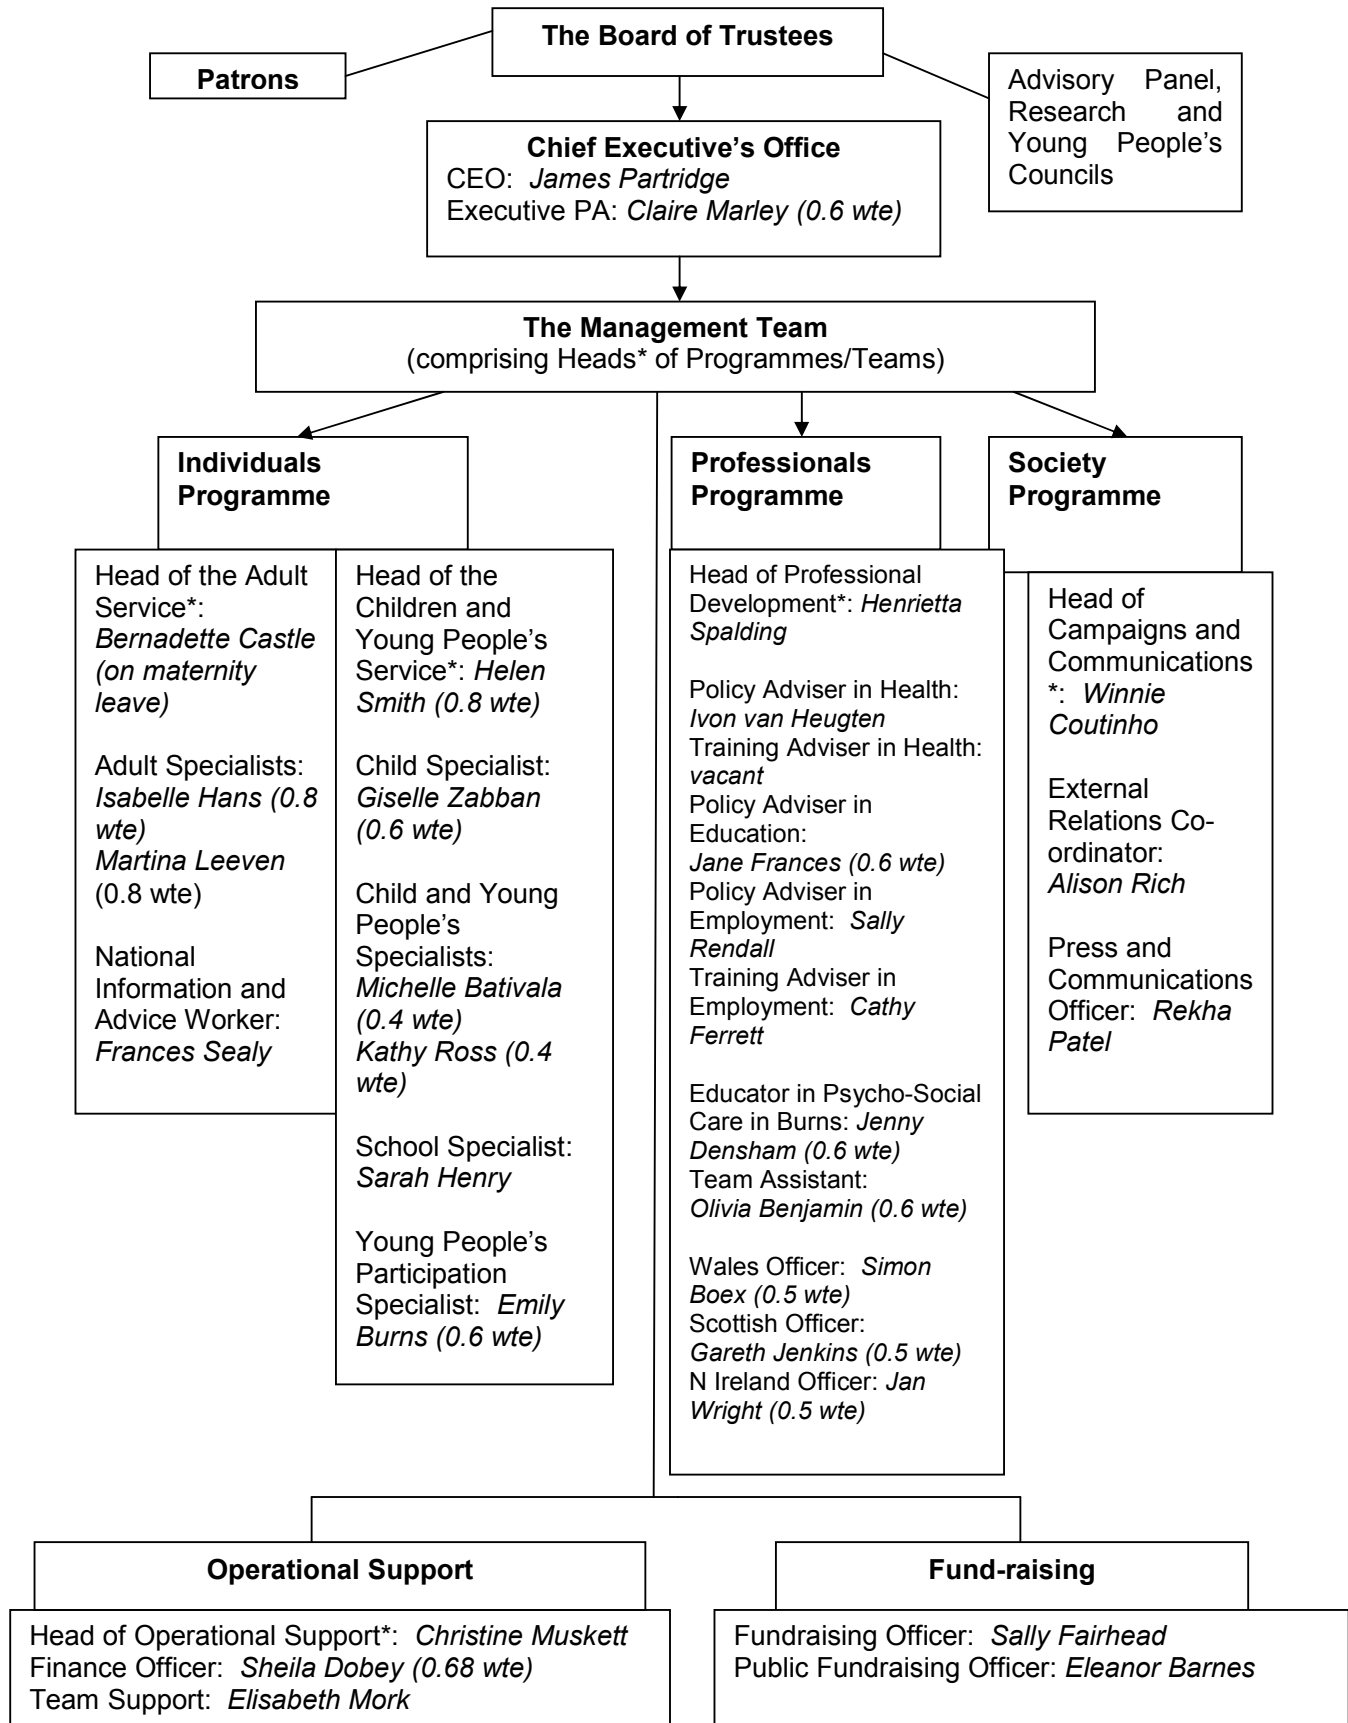 The Board of Trustees
Patrons
Advisory Panel,
Research and
Young People's
Councils
Chief Executive's Office
CEO: James Partridge
Executive PA: Claire Marley (0.6 wte)
The Management Team
(comprising Heads* of Programmes/Teams)
Individuals
Programme
Head of the Adult
Service*:
Bernadette Castle
(on maternity
leave)
Adult Specialists:
Isabelle Hans (0.8
wte)
Martina Leeven
(0.8 wte)
National
Information and
Advice Worker:
Frances Sealy
Head of the
Children and
Young People's
Service*: Helen
Smith (0.8 wte)
Child Specialist:
Giselle Zabban
(0.6 wte)
Child and Young
People's
Specialists:
Michelle Bativala
(0.4 wte)
Kathy Ross (0.4
wte)
School Specialist:
Sarah Henry
Young People's
Participation
Specialist: Emily
Burns (0.6 wte)
Professionals
Programme
Head of Professional
Development*: Henrietta
Spalding
Policy Adviser in Health:
Ivon van Heugten
Training Adviser in Health:
vacant
Policy Adviser in
Education:
Jane Frances (0.6 wte)
Policy Adviser in
Employment: Sally
Rendall
Training Adviser in
Employment: Cathy
Ferrett
Educator in Psycho-Social
Care in Burns: Jenny
Densham (0.6 wte)
Team Assistant:
Olivia Benjamin (0.6 wte)
Wales Officer: Simon
Boex (0.5 wte)
Scottish Officer:
Gareth Jenkins (0.5 wte)
N Ireland Officer: Jan
Wright (0.5 wte)
Society
Programme
Head of
Campaigns and
Communications
*: Winnie
Coutinho
External
Relations Co-
ordinator:
Alison Rich
Press and
Communications
Officer: Rekha
Patel
Operational Support
Head of Operational Support*: Christine Muskett
Finance Officer: Sheila Dobey (0.68 wte)
Team Support: Elisabeth Mork
Fund-raising
Fundraising Officer: Sally Fairhead
Public Fundraising Officer: Eleanor Barnes